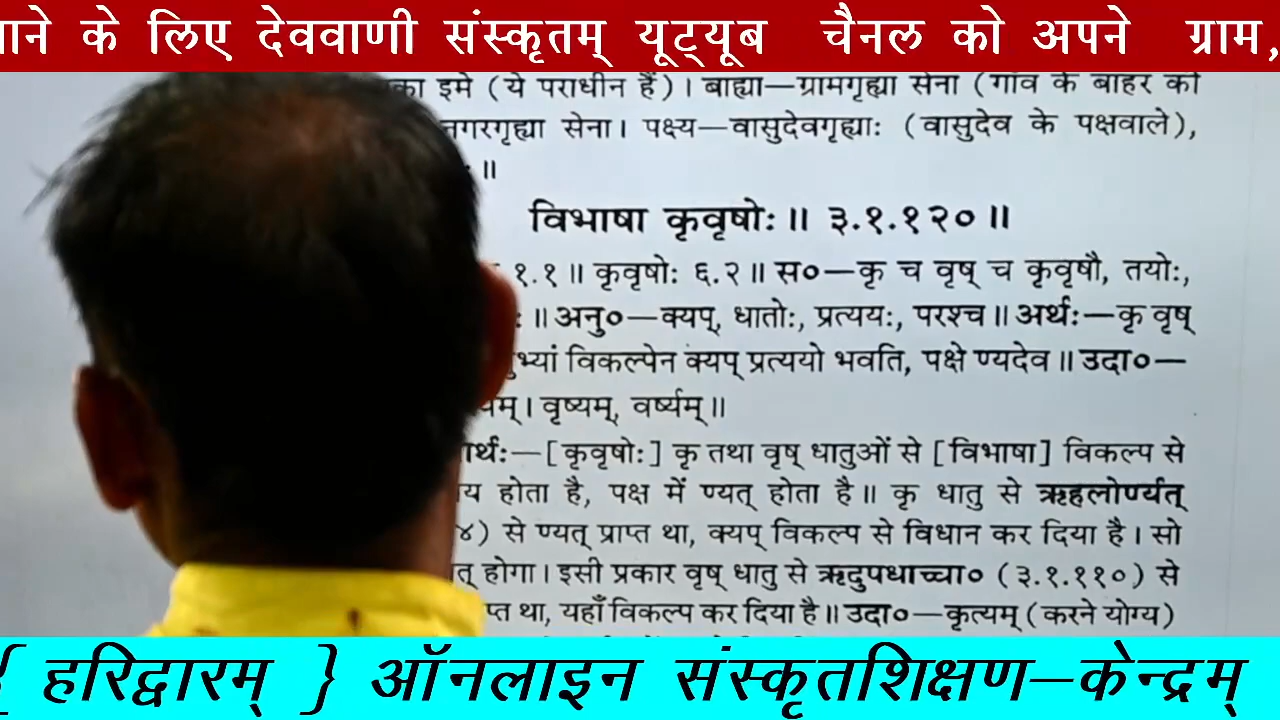 ाने के लिए देववाणी संस्कृतम् यूट्यूब चैनल को अपने ग्राम,
का इमे (ये पराधीन हैं)। बाह्या—ग्रामगृह्या सेना (गाँव के बाहर की
नगरगृह्या सेना। पक्ष्य—वासुदेवगृह्याः (वासुदेव के पक्षवाले),
॥
विभाषा कृवृषोः॥ ३.१.१२०॥
१.१॥ कृवृषोः ६.२॥ स०—कृ च वृष् च कृवृषौ, तयोः,
॥ अनु०—क्यप्, धातोः, प्रत्ययः, परश्च॥ अर्थः—कृ वृष्
भ्यां विकल्पेन क्यप् प्रत्ययो भवति, पक्षे ण्यदेव॥ उदा०—
यम्। वृष्यम्, वर्ष्यम्॥
र्थः—[कृवृषोः] कृ तथा वृष् धातुओं से [विभाषा] विकल्प से
य होता है, पक्ष में ण्यत् होता है॥ कृ धातु से ऋहलोर्ण्यत्
४) से ण्यत् प्राप्त था, क्यप् विकल्प से विधान कर दिया है। सो
त् होगा। इसी प्रकार वृष् धातु से ऋदुपधाच्चा० (३.१.११०) से
प्त था, यहाँ विकल्प कर दिया है॥ उदा०—कृत्यम् (करने योग्य)
{ हरिद्वारम् } ऑनलाइन संस्कृतशिक्षण–केन्द्रम्